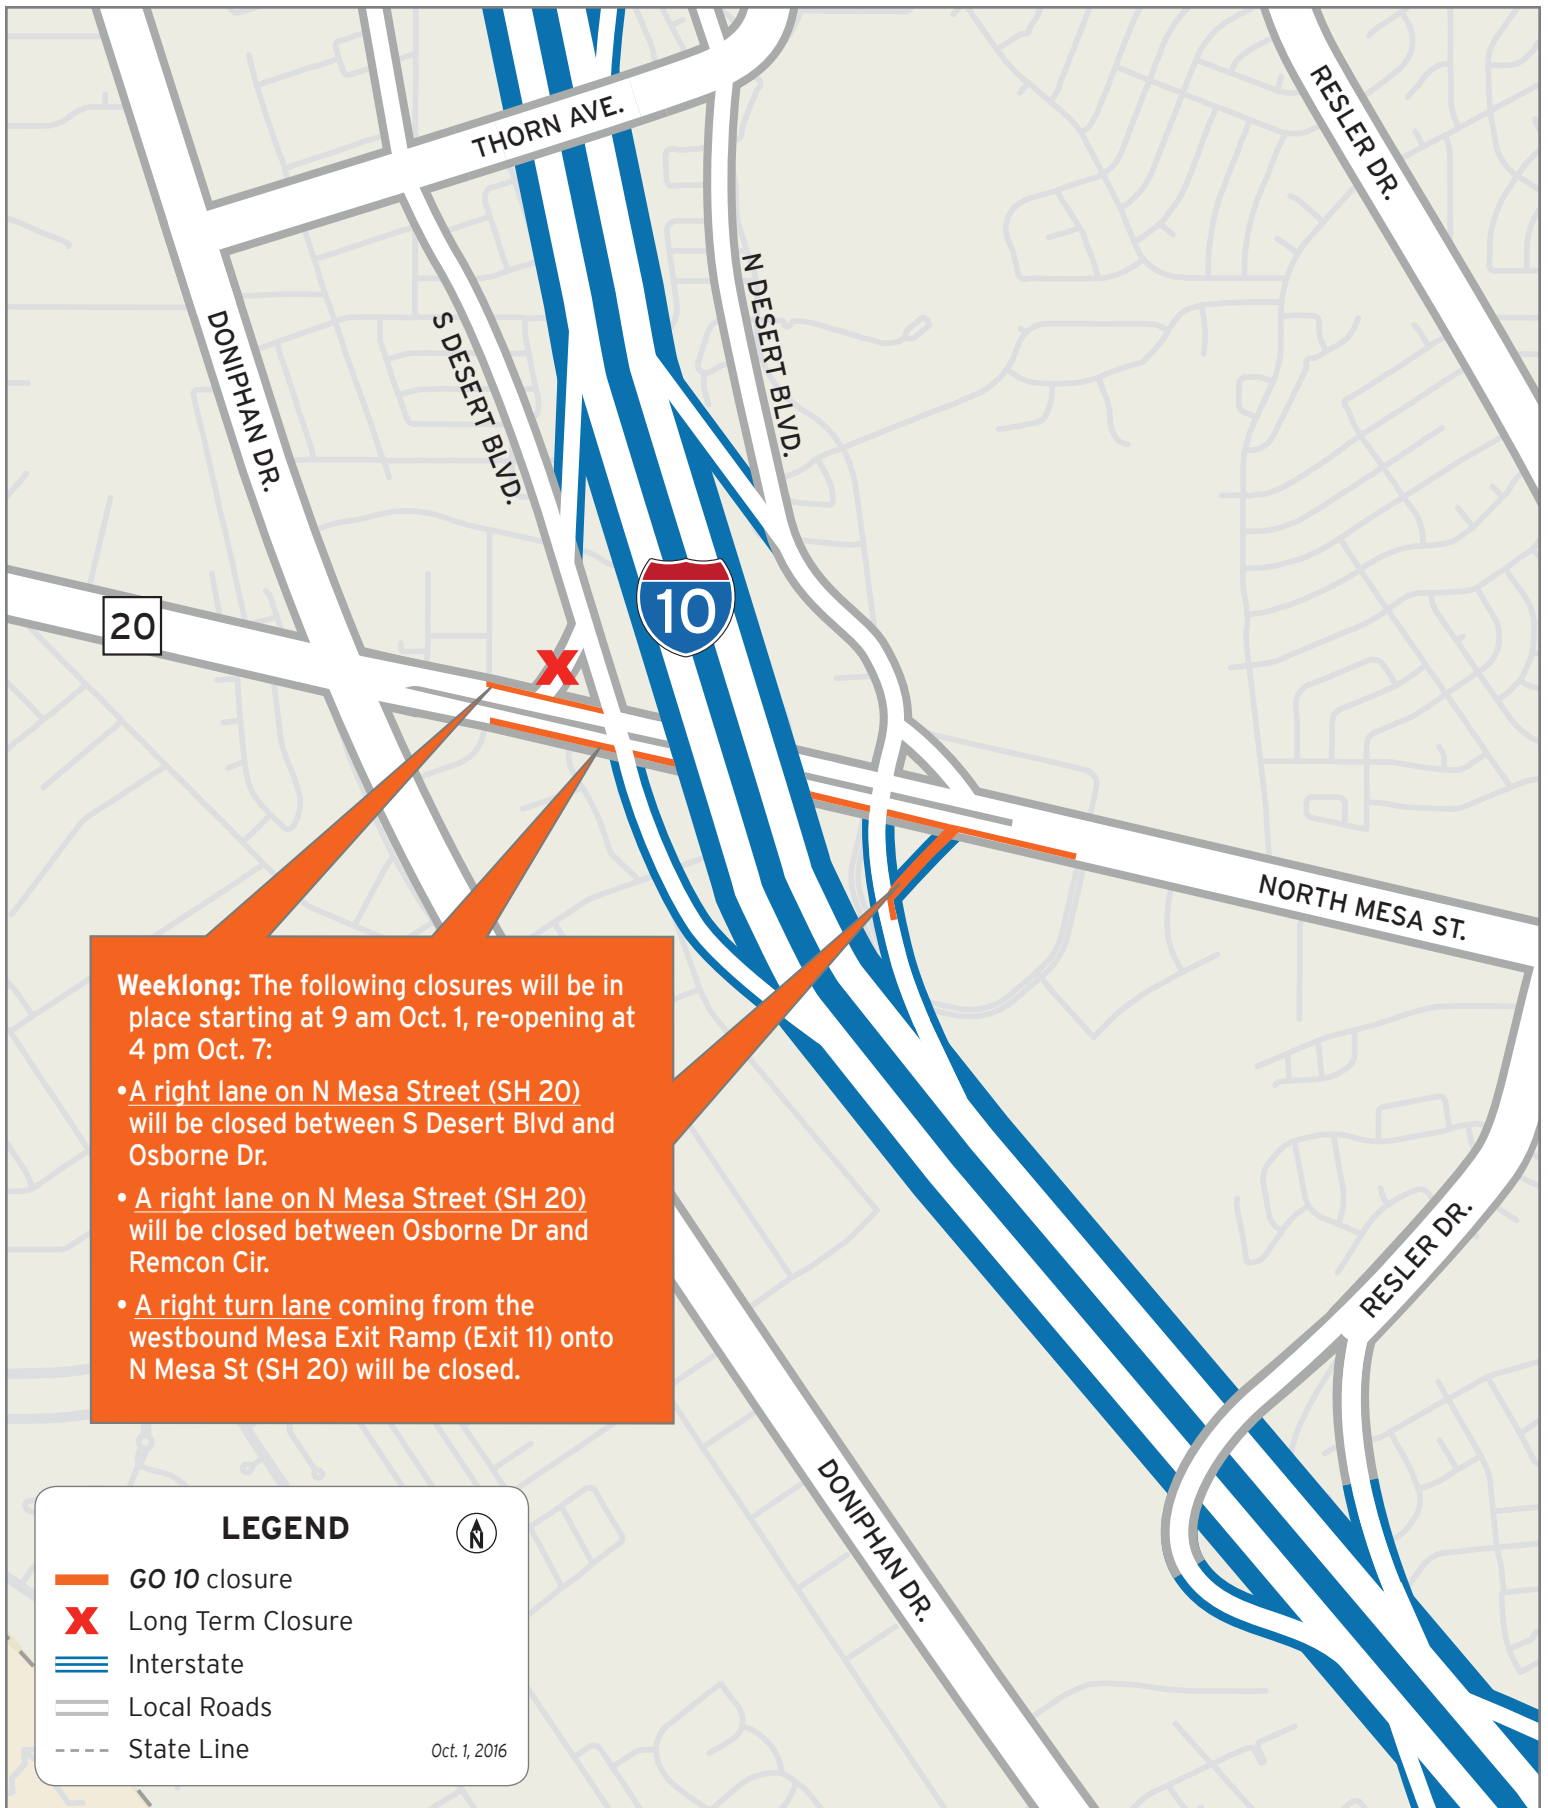 THORN AVE.
RESLER DR.
N DESERT BLVD.
S DESERT BLVD.
DONIPHAN DR.
10
20
NORTH MESA ST.
Weeklong: The following closures will be in
place starting at 9 am Oct. 1, re-opening at
4 pm Oct. 7:
•A right lane on N Mesa Street (SH 20)
will be closed between S Desert Blvd and
Osborne Dr.
• A right lane on N Mesa Street (SH 20)
will be closed between Osborne Dr and
Remcon Cir.
• A right turn lane coming from the
westbound Mesa Exit Ramp (Exit 11) onto
N Mesa St (SH 20) will be closed.
RESLER DR.
DONIPHAN DR.
LEGEND
N
GO 10 closure
X Long Term Closure
Interstate
Local Roads
State Line
Oct. 1, 2016